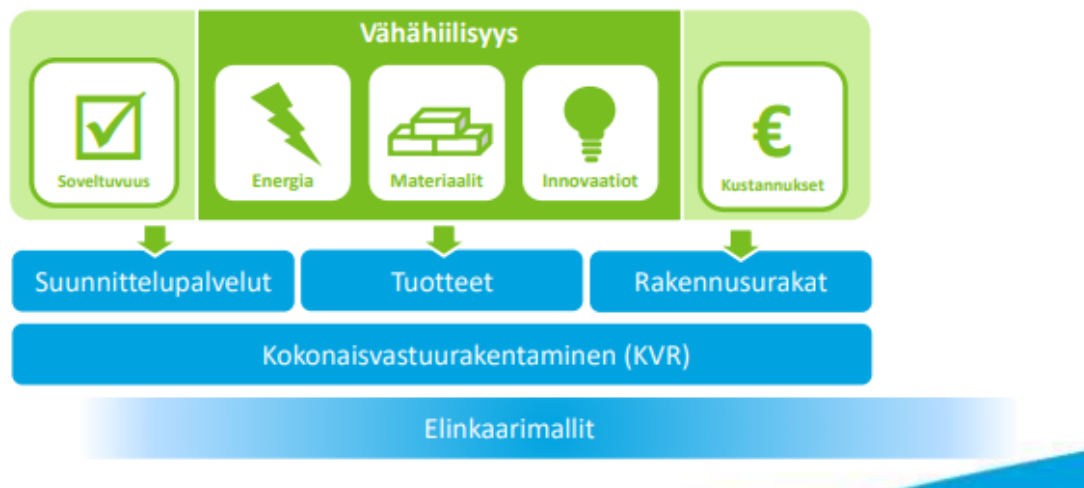 Vähähiilisyys
Soveltuvuus
Energia
Materiaalit
Innovaatiot
€
Kustannukset
Suunnittelupalvelut
Tuotteet
Rakennusurakat
Kokonaisvastuurakentaminen (KVR)
Elinkaarimallit